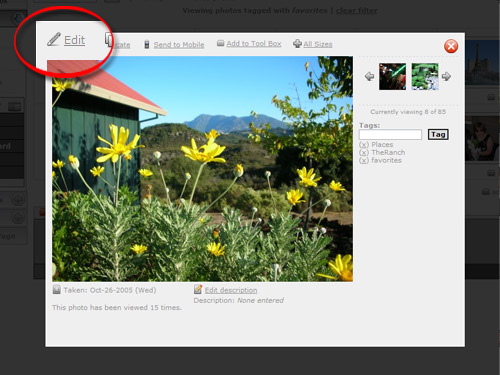 Viewing photos tagged with favorites | clear filter
Edit
cate
Send to Mobile
Add to Tool Box
All Sizes
Currently viewing 8 of 85
Tags:
Tag
(x) Places
(x) TheRanch
(x) favorites
Taken: Oct-26-2005 (Wed)
Edit description
Description: None entered
This photo has been viewed 15 times.